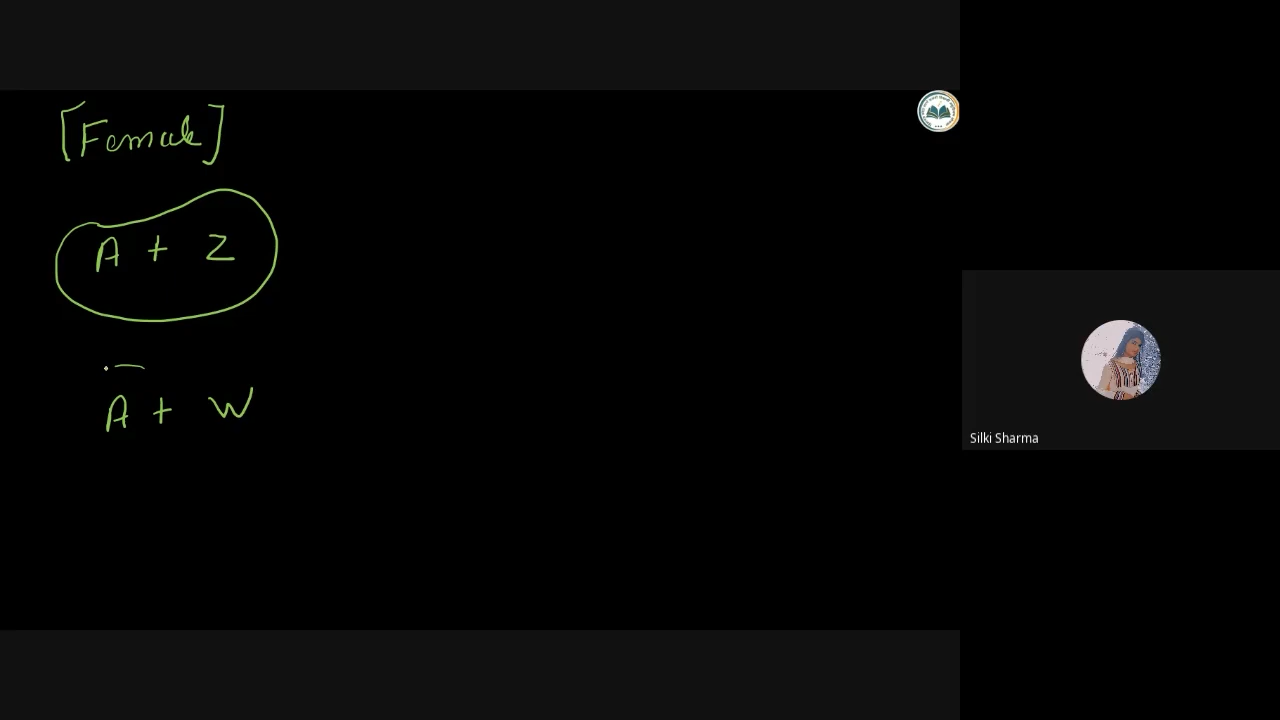 [Female]
A + Z
A + W
Silki Sharma